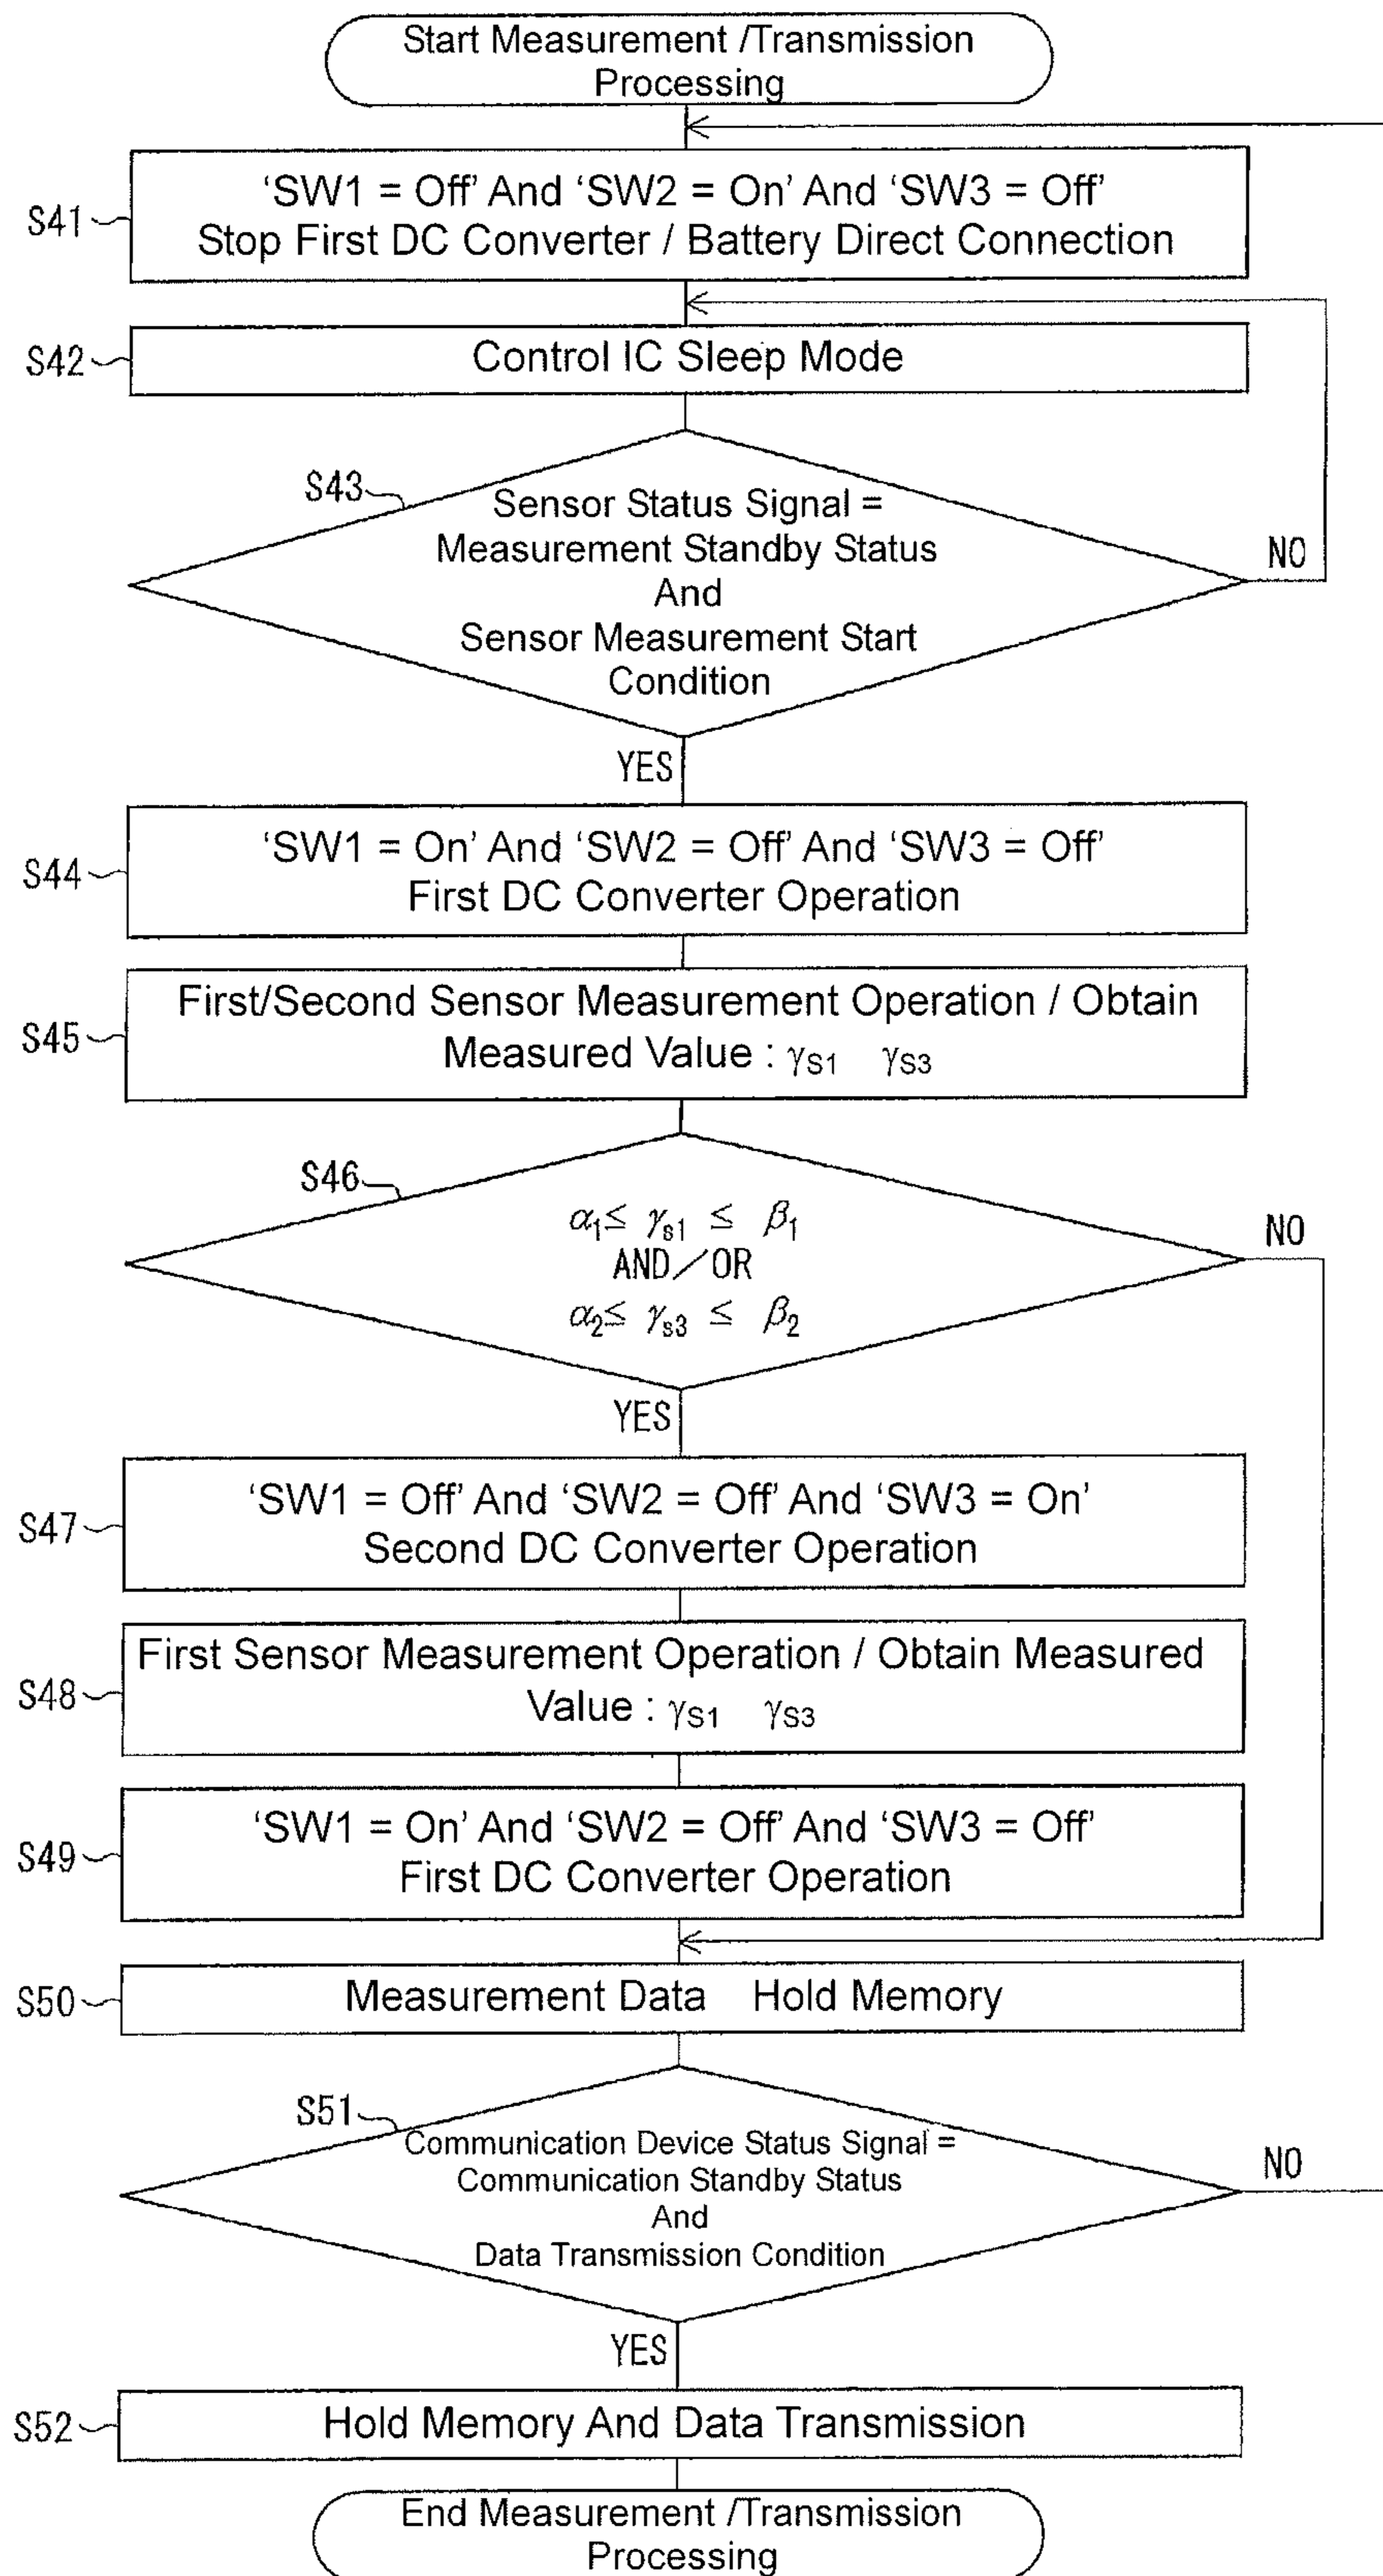 Start Measurement /Transmission
Processing
S41
‘SW1 = Off’ And ‘SW2 = On’ And ‘SW3 = Off’
Stop First DC Converter / Battery Direct Connection
S42
Control IC Sleep Mode
S43
Sensor Status Signal =
Measurement Standby Status
And
Sensor Measurement Start
Condition
NO
YES
S44
‘SW1 = On’ And ‘SW2 = Off’ And ‘SW3 = Off’
First DC Converter Operation
S45
First/Second Sensor Measurement Operation / Obtain
Measured Value : γS1 γS3
S46
α1≤ γs1 ≤ β1
AND/OR
α2≤ γs3 ≤ β2
NO
YES
S47
‘SW1 = Off’ And ‘SW2 = Off’ And ‘SW3 = On’
Second DC Converter Operation
S48
First Sensor Measurement Operation / Obtain Measured
Value : γS1 γS3
S49
‘SW1 = On’ And ‘SW2 = Off’ And ‘SW3 = Off’
First DC Converter Operation
S50
Measurement Data Hold Memory
S51
Communication Device Status Signal =
Communication Standby Status
And
Data Transmission Condition
NO
YES
S52
Hold Memory And Data Transmission
End Measurement /Transmission
Processing